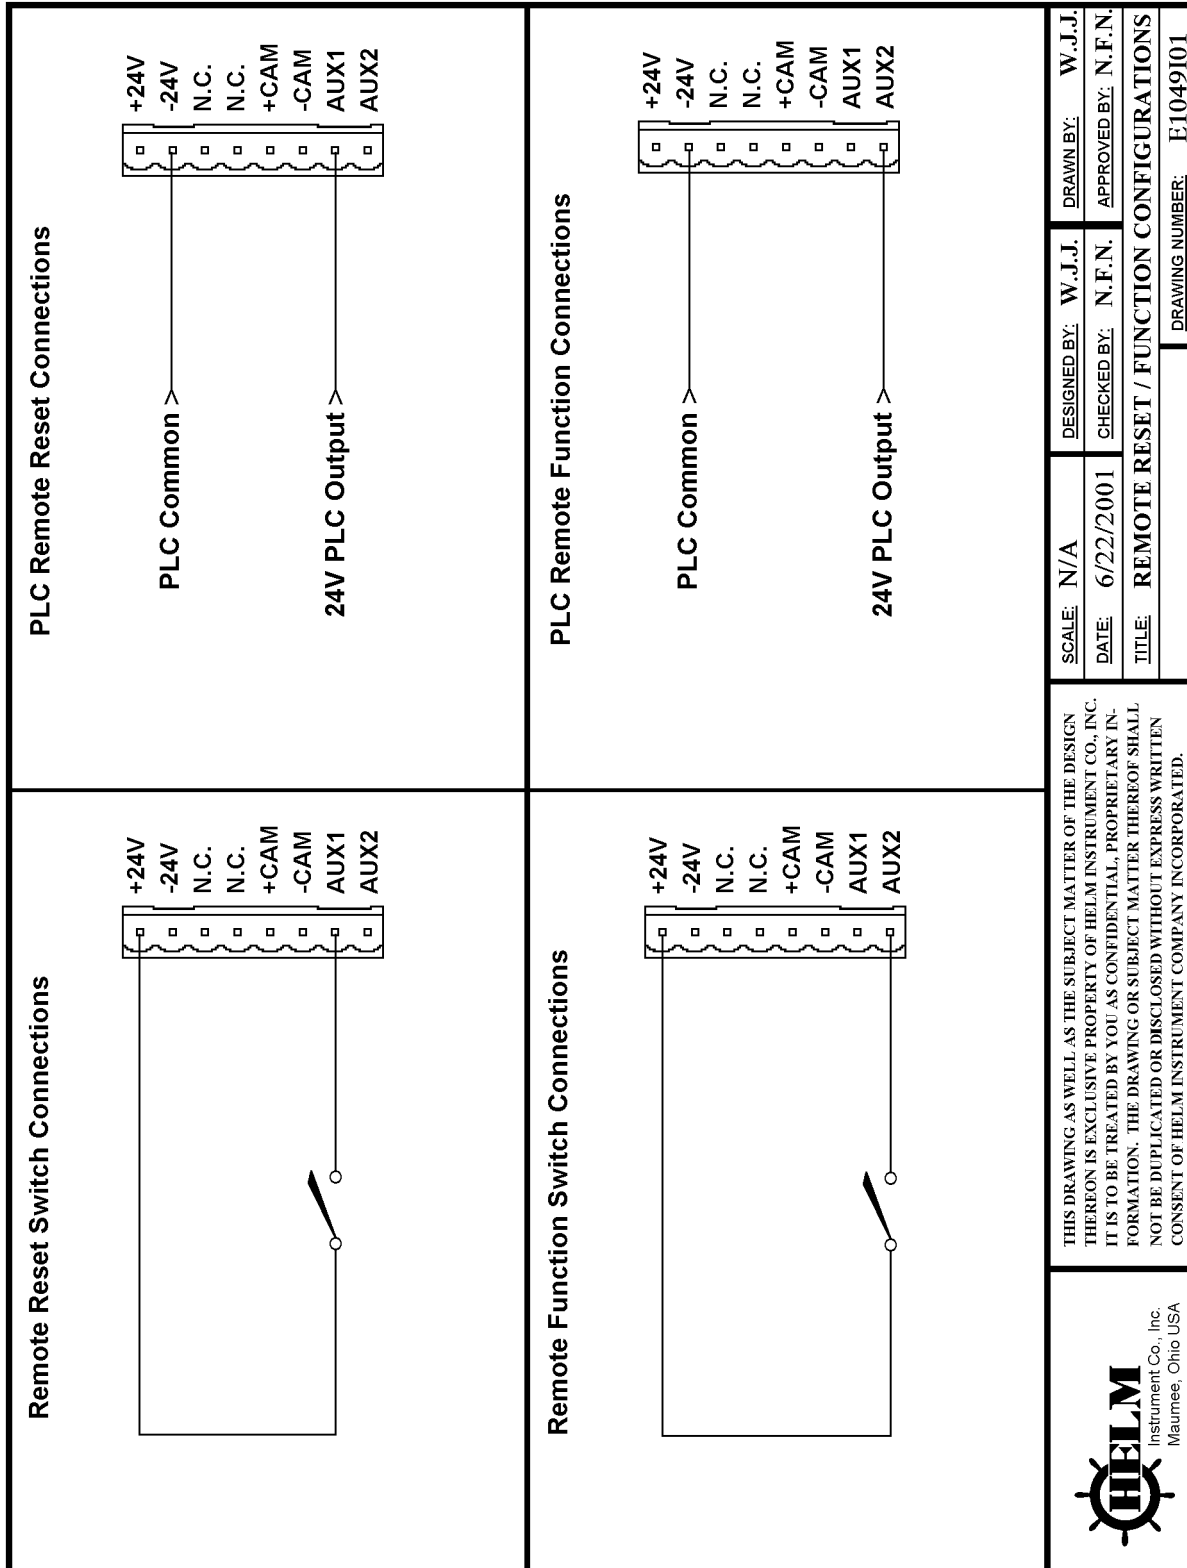 Remote Reset Switch Connections
+24V
-24V
N.C.
N.C.
+CAM
-CAM
AUX1
AUX2
PLC Remote Reset Connections
PLC Common >
24V PLC Output >
+24V
-24V
N.C.
N.C.
+CAM
-CAM
AUX1
AUX2
Remote Function Switch Connections
+24V
-24V
N.C.
N.C.
+CAM
-CAM
AUX1
AUX2
PLC Remote Function Connections
PLC Common >
24V PLC Output >
+24V
-24V
N.C.
N.C.
+CAM
-CAM
AUX1
AUX2
HELM
Instrument Co., Inc.
Maumee, Ohio USA
THIS DRAWING AS WELL AS THE SUBJECT MATTER OF THE DESIGN
THEREON IS EXCLUSIVE PROPERTY OF HELM INSTRUMENT CO., INC.
IT IS TO BE TREATED BY YOU AS CONFIDENTIAL, PROPRIETARY IN-
FORMATION. THE DRAWING OR SUBJECT MATTER THEREOF SHALL
NOT BE DUPLICATED OR DISCLOSED WITHOUT EXPRESS WRITTEN
CONSENT OF HELM INSTRUMENT COMPANY INCORPORATED.
SCALE: N/A
DESIGNED BY: W.J.J.
DRAWN BY: W.J.J.
DATE: 6/22/2001
CHECKED BY: N.F.N.
APPROVED BY: N.F.N.
TITLE: REMOTE RESET / FUNCTION CONFIGURATIONS
DRAWING NUMBER: E1049I01